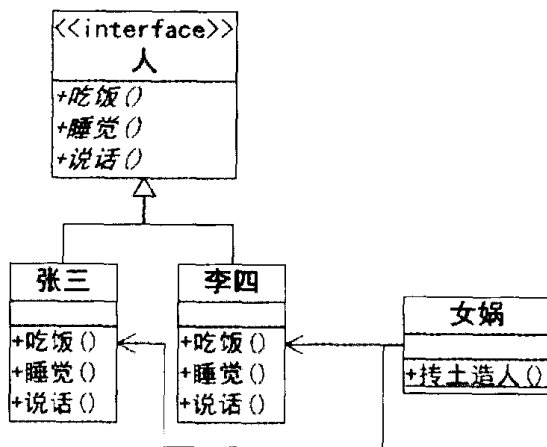 <<interface>>
人
+吃饭()
+睡觉()
+说话()
张三
+吃饭()
+睡觉()
+说话()
李四
+吃饭()
+睡觉()
+说话()
女娲
+抟土造人()